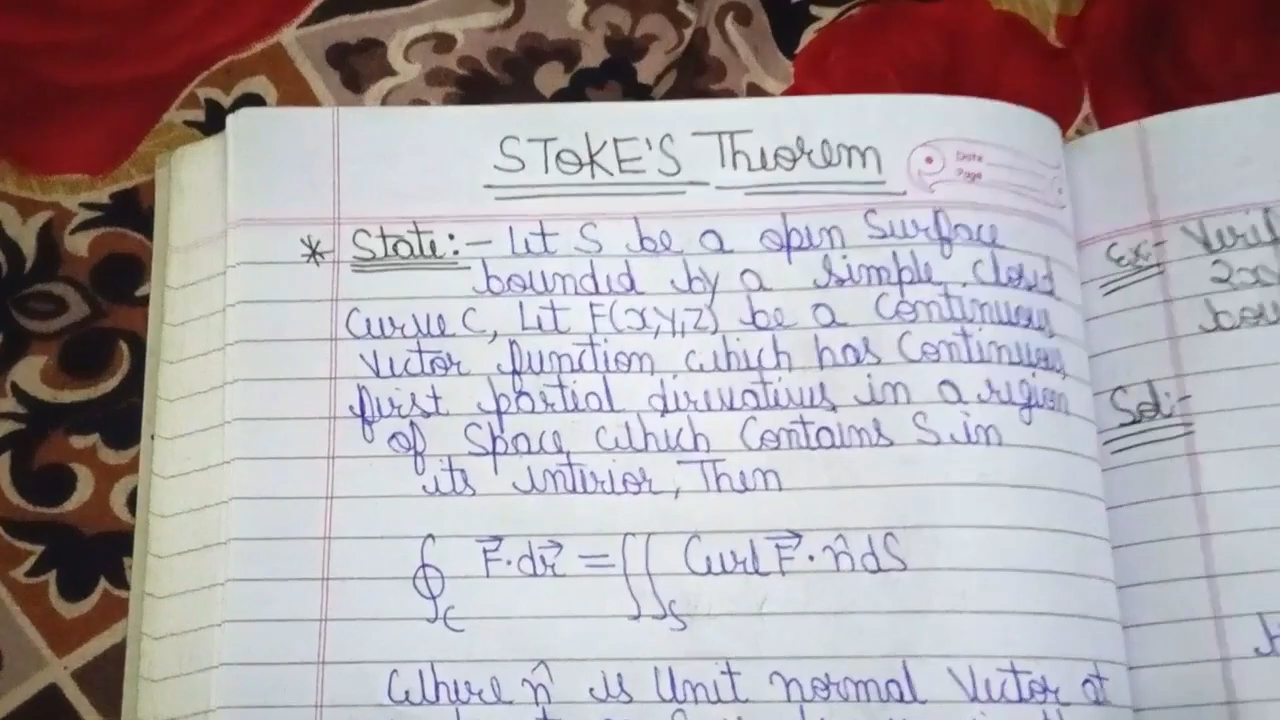 STOKE'S Theorem
Date
Page
* State:- Let S be a open Surface
bounded by a simple closed
Curve C, Let F(x,y,z) be a Continuous
Vector function which has Continuous
first partial derivatives in a region
of Space which Contains S in
its interior, Then
∮_C F⃗·dr⃗ = ∬_S Curl F⃗·n̂ dS
Where n̂ is Unit normal Vector at
Ex:-
Sol:-